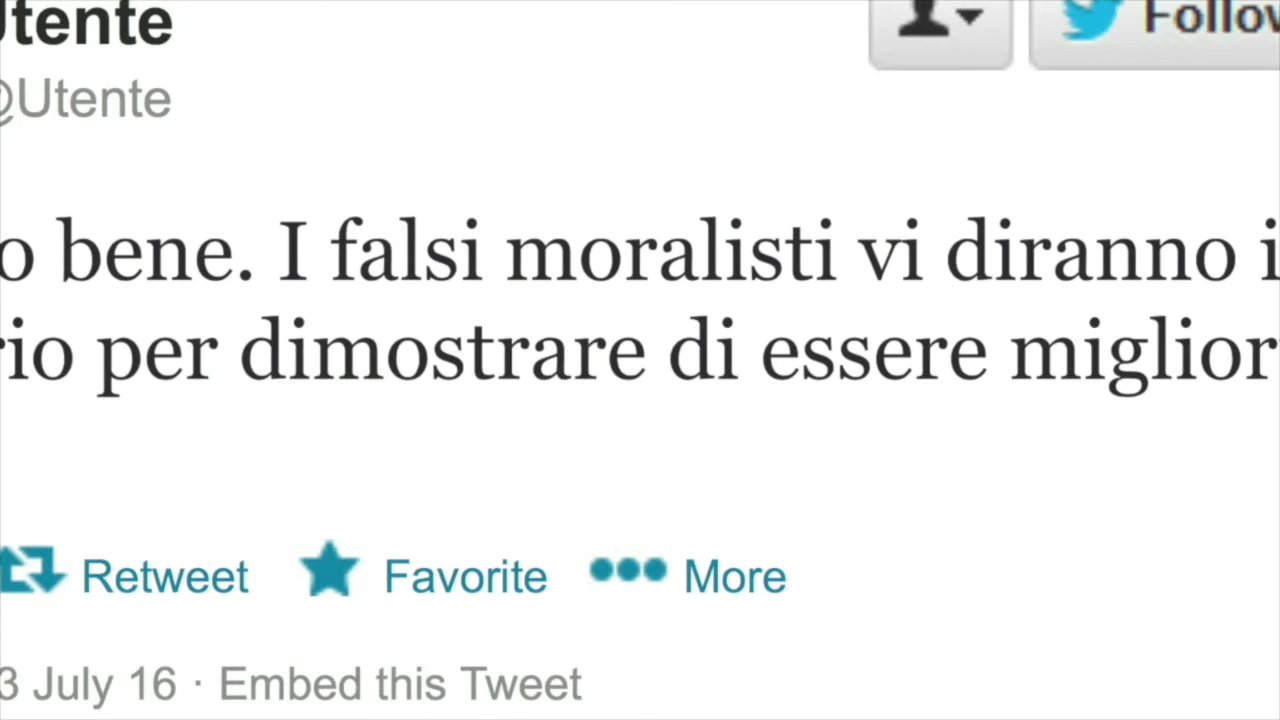 Utente
Follow
@Utente
o bene. I falsi moralisti vi diranno i
rio per dimostrare di essere miglior
Retweet
Favorite
More
3 July 16 · Embed this Tweet